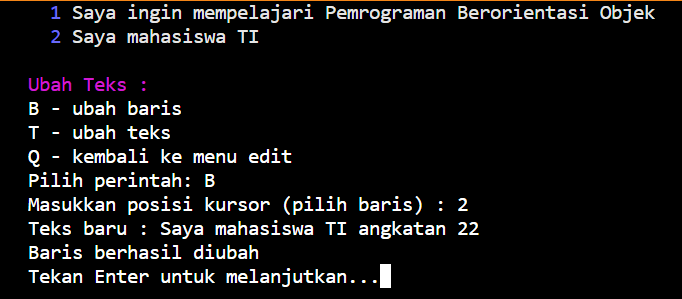 1 Saya ingin mempelajari Pemrograman Berorientasi Objek
2 Saya mahasiswa TI
Ubah Teks :
B - ubah baris
T - ubah teks
Q - kembali ke menu edit
Pilih perintah: B
Masukkan posisi kursor (pilih baris) : 2
Teks baru : Saya mahasiswa TI angkatan 22
Baris berhasil diubah
Tekan Enter untuk melanjutkan...